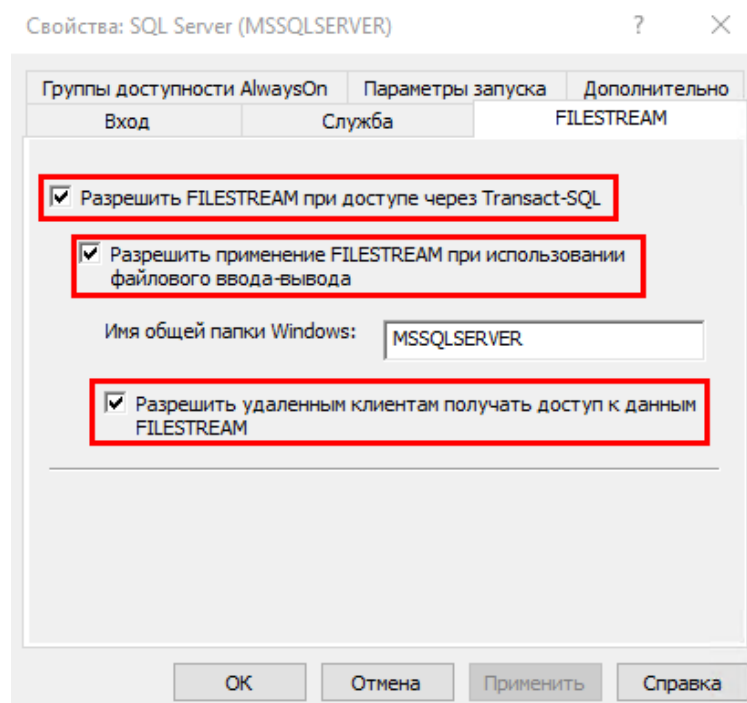 Свойства: SQL Server (MSSQLSERVER)
? ×
Группы доступности AlwaysOn Параметры запуска Дополнительно
Вход Служба FILESTREAM
Разрешить FILESTREAM при доступе через Transact-SQL
Разрешить применение FILESTREAM при использовании
файлового ввода-вывода
Имя общей папки Windows: MSSQLSERVER
Разрешить удаленным клиентам получать доступ к данным
FILESTREAM
ОК Отмена Применить Справка